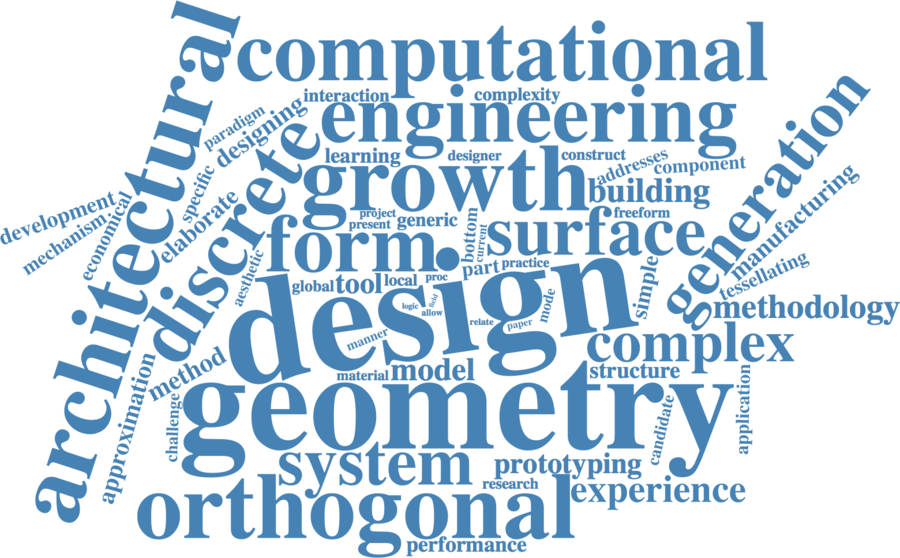 computational
architectural
interaction
complexity
engineering
paradigm
designing
discrete
learning
designer
construct
addresses
component
generation
growth
building
specific
elaborate
development
mechanism
economical
project
present
generic
bottom
current
freeform
manufacturing
form
surface
tessellating
aesthetic
global
tool
local
proc
part
practice
simple
methodology
design
logic
field
allow
relate
paper
mode
manner
complex
method
approximation
material
model
structure
geometry
challenge
candidate
application
system
prototyping
research
experience
orthogonal
performance